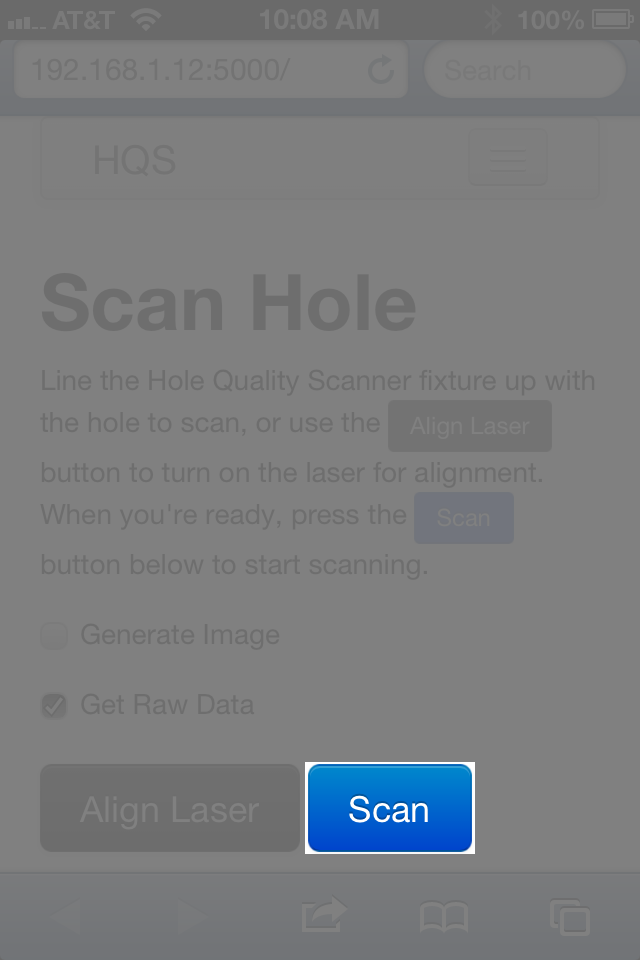 AT&T 10:08 AM 100%
192.168.1.12:5000/ Search
HQS
Scan Hole
Line the Hole Quality Scanner fixture up with
the hole to scan, or use the Align Laser
button to turn on the laser for alignment.
When you're ready, press the Scan
button below to start scanning.
Generate Image
Get Raw Data
Align Laser Scan